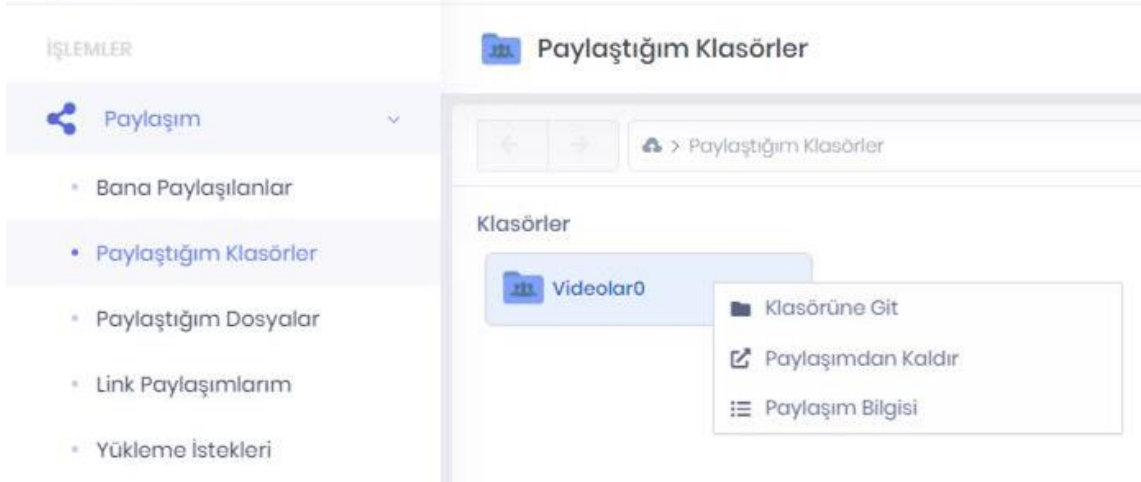 İŞLEMLER
Paylaşım
Bana Paylaşılanlar
Paylaştığım Klasörler
Paylaştığım Dosyalar
Link Paylaşımlarım
Yükleme İstekleri
Paylaştığım Klasörler
> Paylaştığım Klasörler
Klasörler
Videolar0
Klasörüne Git
Paylaşımdan Kaldır
Paylaşım Bilgisi